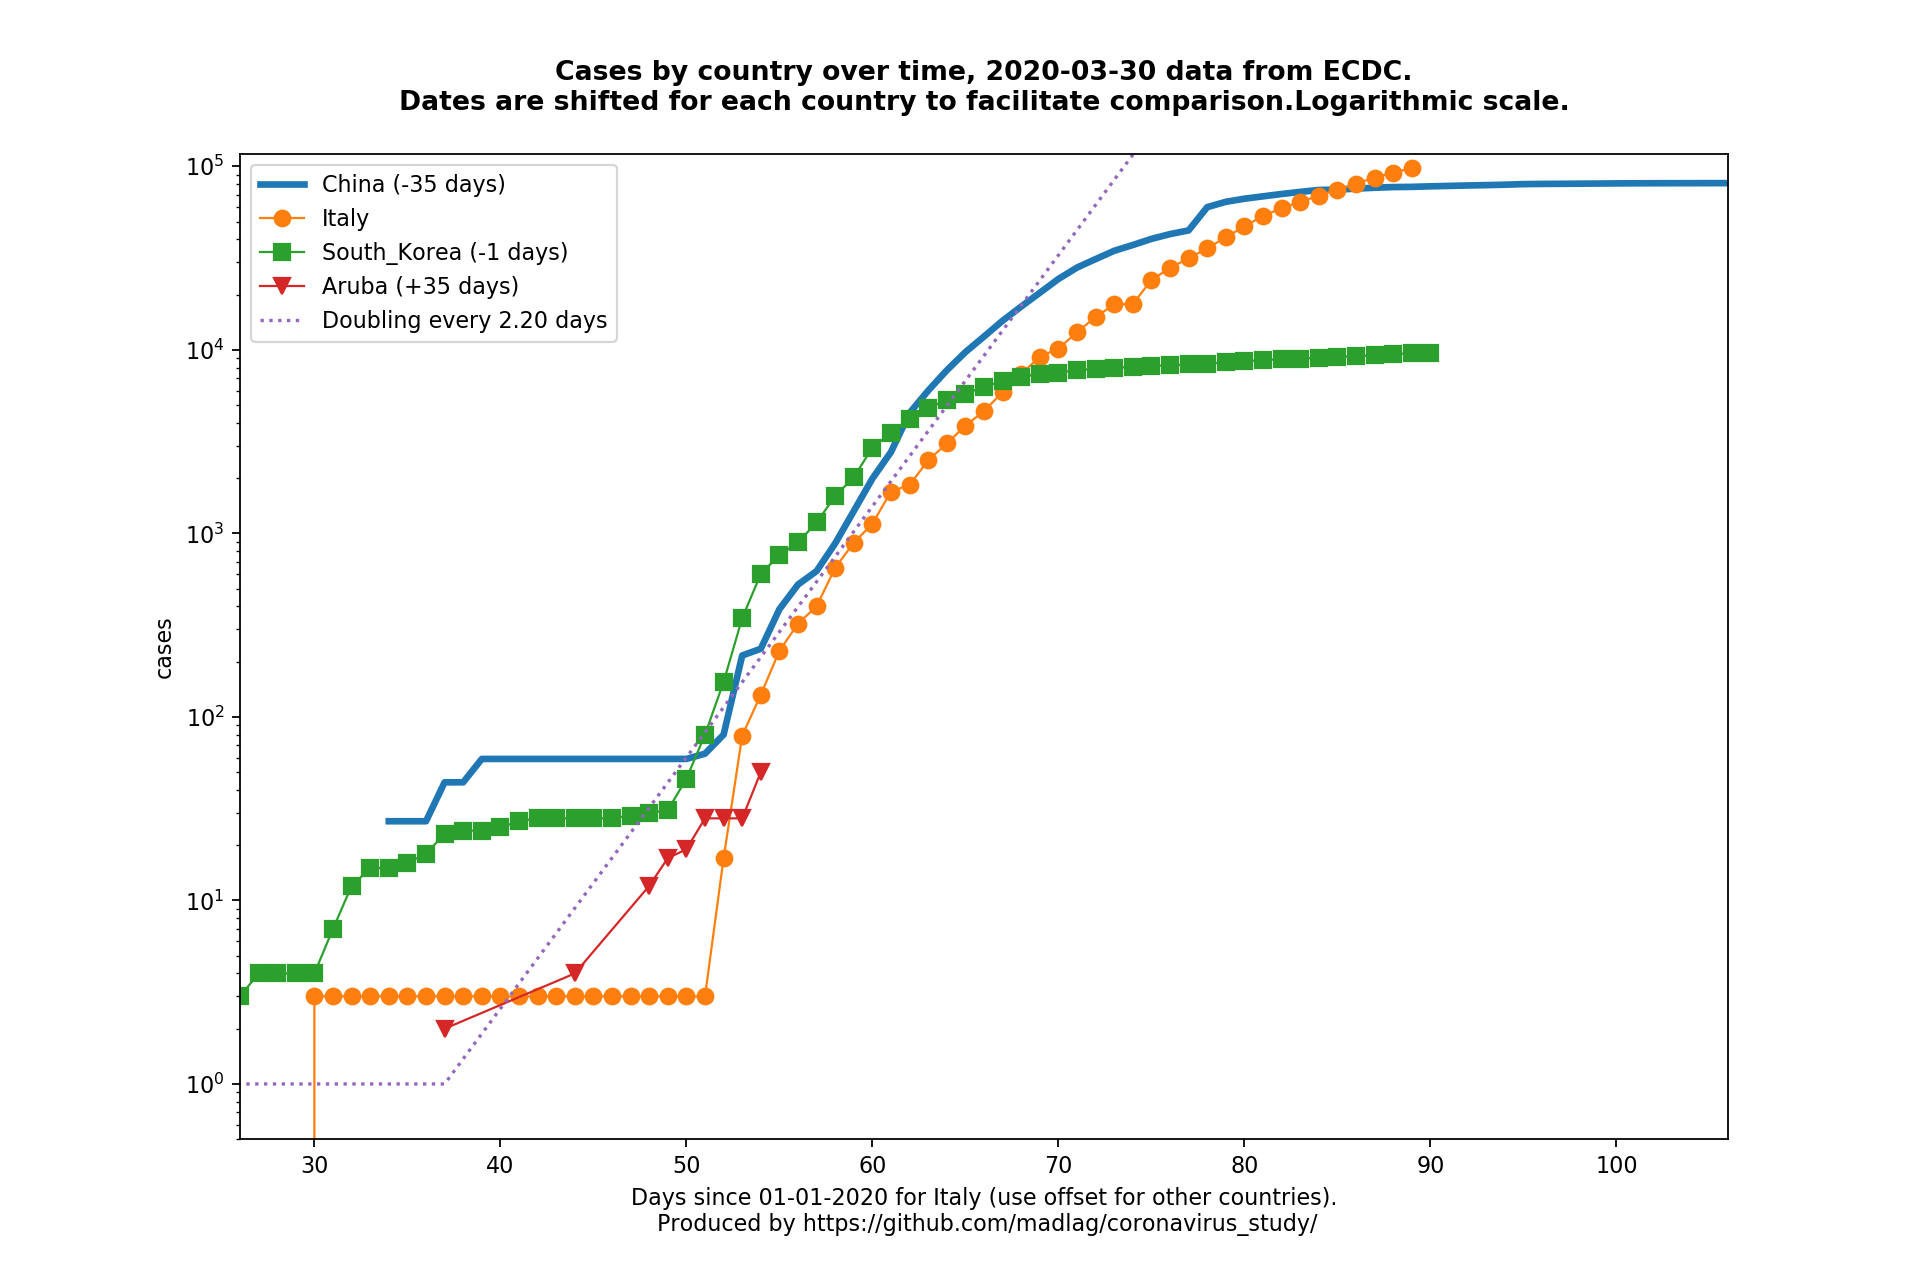 Cases by country over time, 2020-03-30 data from ECDC.
Dates are shifted for each country to facilitate comparison.Logarithmic scale.
10^5
10^4
10^3
10^2
10^1
10^0
cases
China (-35 days)
Italy
South_Korea (-1 days)
Aruba (+35 days)
Doubling every 2.20 days
30 40 50 60 70 80 90 100
Days since 01-01-2020 for Italy (use offset for other countries).
Produced by https://github.com/madlag/coronavirus_study/